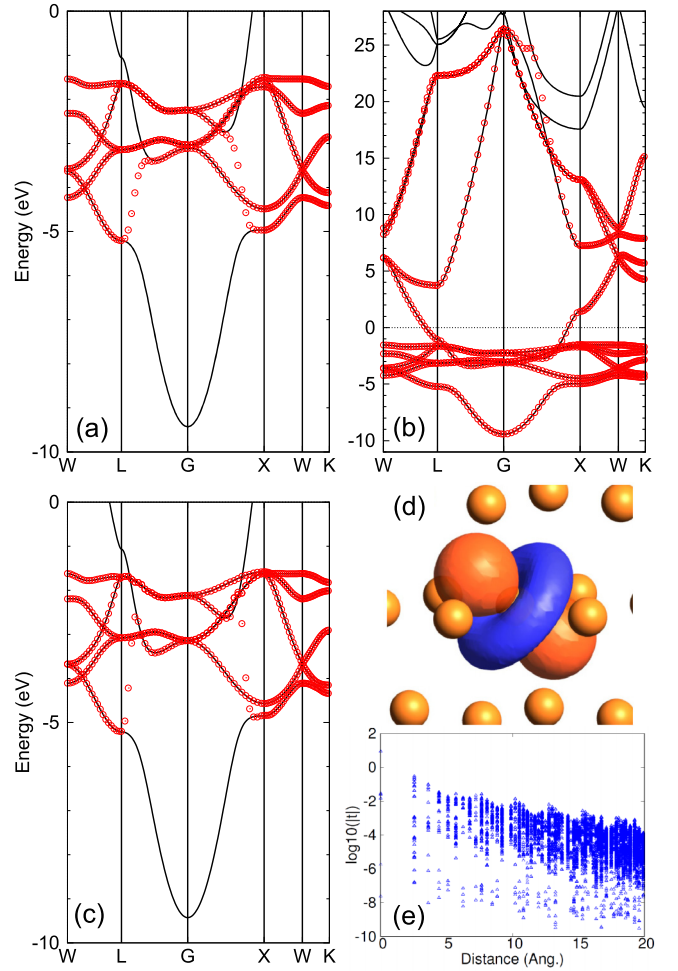 0
-5
-10
Energy (eV)
(a)
W L G X W K
25
20
15
10
5
0
-5
-10
(b)
W L G X W K
0
-5
-10
Energy (eV)
(c)
W L G X W K
(d)
2
0
-2
-4
-6
-8
-10
log10(|t|)
(e)
0 5 10 15 20
Distance (Ang.)